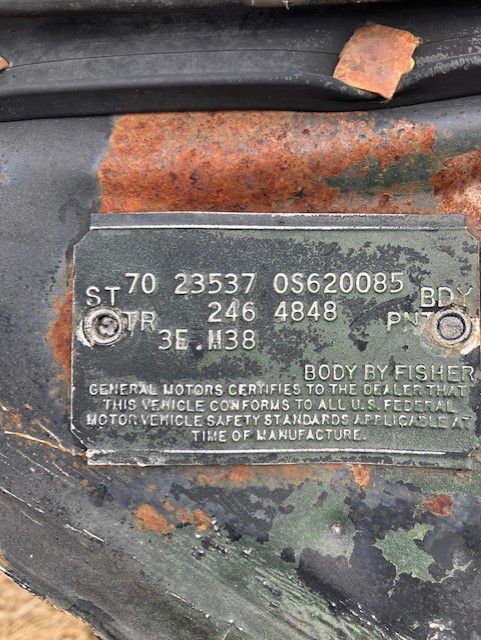 ST 70 23537 OS620085 BDY
TR 246 4848 PNT
3E.M38
BODY BY FISHER
GENERAL MOTORS CERTIFIES TO THE DEALER THAT
THIS VEHICLE CONFORMS TO ALL U.S. FEDERAL
MOTOR VEHICLE SAFETY STANDARDS APPLICABLE AT
TIME OF MANUFACTURE.